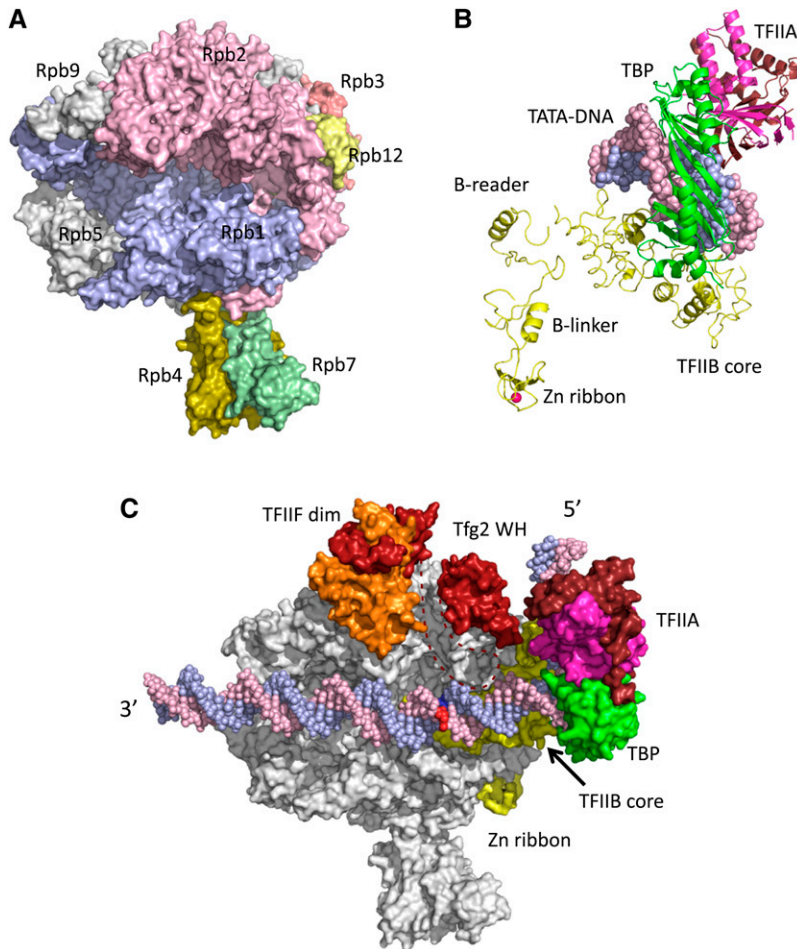 A
Rpb9
Rpb2
Rpb3
Rpb12
Rpb5
Rpb1
Rpb4
Rpb7
B
TFIIA
TBP
TATA-DNA
B-reader
B-linker
TFIIB core
Zn ribbon
C
TFIIF dim
Tfg2 WH
5’
TFIIA
3’
TBP
TFIIB core
Zn ribbon